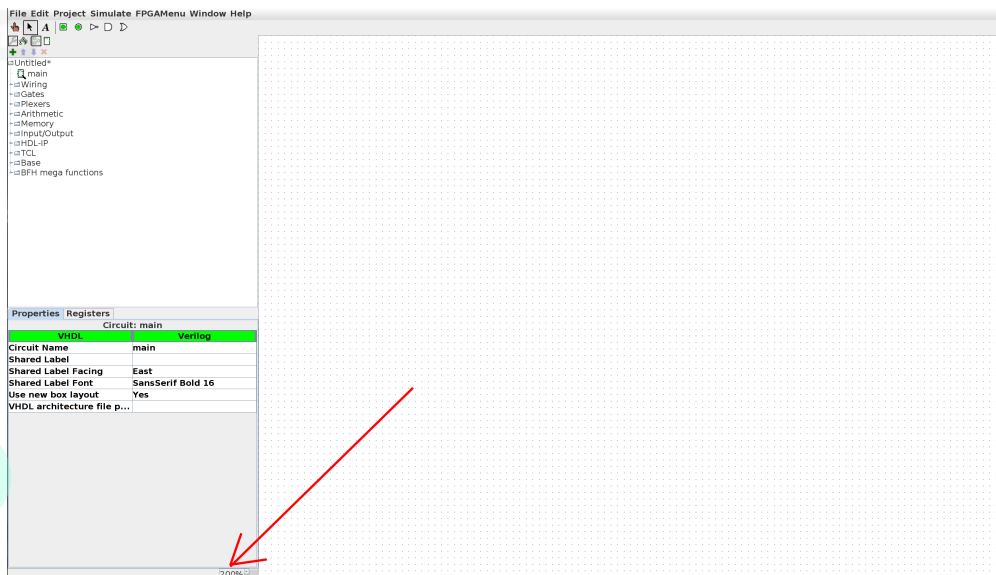 File Edit Project Simulate FPGAMenu Window Help
A
Untitled*
main
Wiring
Gates
Plexers
Arithmetic
Memory
Input/Output
HDL-IP
TCL
Base
BFH mega functions
Properties Registers
Circuit: main
VHDL Verilog
Circuit Name main
Shared Label
Shared Label Facing East
Shared Label Font SansSerif Bold 16
Use new box layout Yes
VHDL architecture file p...
200%